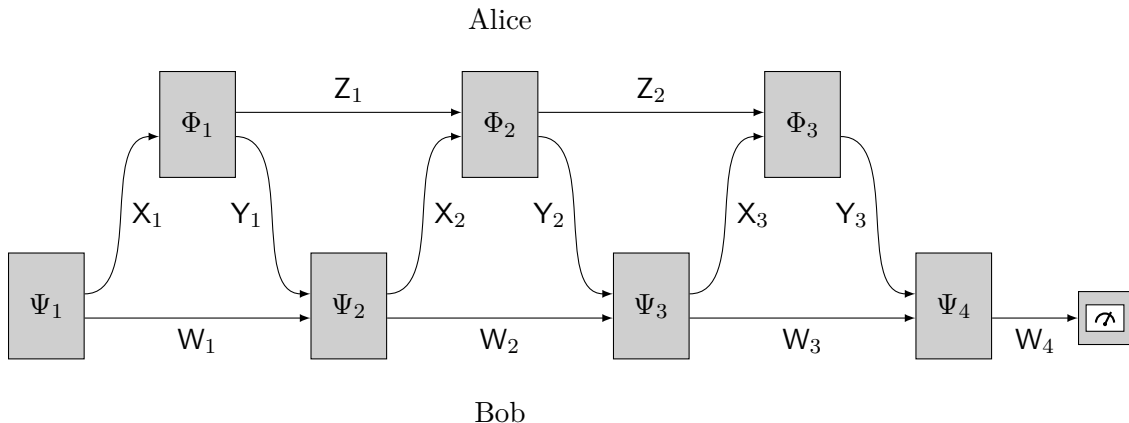 Alice
Z₁ Z₂
Φ₁ Φ₂ Φ₃
X₁ Y₁ X₂ Y₂ X₃ Y₃
Ψ₁ Ψ₂ Ψ₃ Ψ₄
W₁ W₂ W₃ W₄
Bob